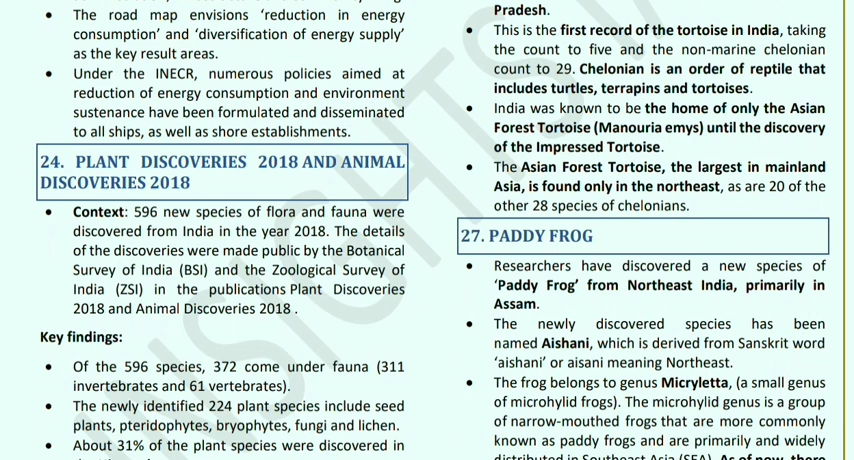 • The road map envisions ‘reduction in energy
consumption’ and ‘diversification of energy supply’
as the key result areas.
• Under the INECR, numerous policies aimed at
reduction of energy consumption and environment
sustenance have been formulated and disseminated
to all ships, as well as shore establishments.
24. PLANT DISCOVERIES 2018 AND ANIMAL
DISCOVERIES 2018
• Context: 596 new species of flora and fauna were
discovered from India in the year 2018. The details
of the discoveries were made public by the Botanical
Survey of India (BSI) and the Zoological Survey of
India (ZSI) in the publications Plant Discoveries
2018 and Animal Discoveries 2018 .
Key findings:
• Of the 596 species, 372 come under fauna (311
invertebrates and 61 vertebrates).
• The newly identified 224 plant species include seed
plants, pteridophytes, bryophytes, fungi and lichen.
• About 31% of the plant species were discovered in
Pradesh.
• This is the first record of the tortoise in India, taking
the count to five and the non-marine chelonian
count to 29. Chelonian is an order of reptile that
includes turtles, terrapins and tortoises.
• India was known to be the home of only the Asian
Forest Tortoise (Manouria emys) until the discovery
of the Impressed Tortoise.
• The Asian Forest Tortoise, the largest in mainland
Asia, is found only in the northeast, as are 20 of the
other 28 species of chelonians.
27. PADDY FROG
• Researchers have discovered a new species of
‘Paddy Frog’ from Northeast India, primarily in
Assam.
• The newly discovered species has been
named Aishani, which is derived from Sanskrit word
‘aishani’ or aisani meaning Northeast.
• The frog belongs to genus Micryletta, (a small genus
of microhylid frogs). The microhylid genus is a group
of narrow-mouthed frogs that are more commonly
known as paddy frogs and are primarily and widely
distributed in Southeast Asia (SEA). As of now, there
INSIGHTS